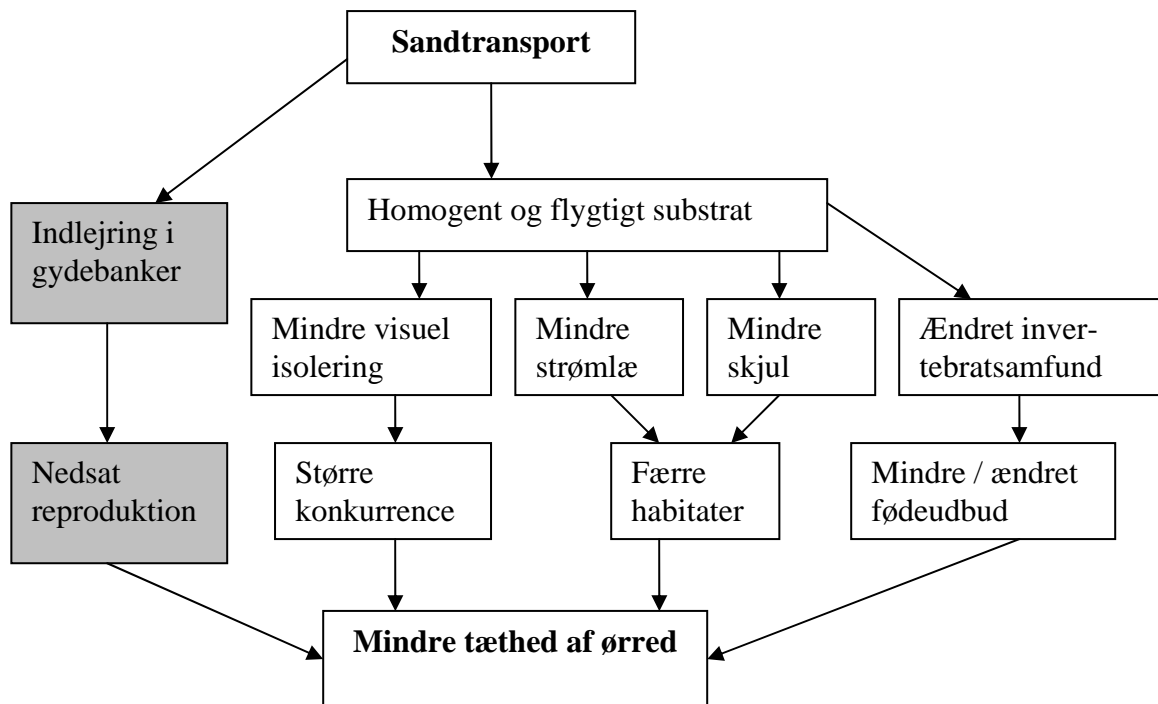 Sandtransport
Homogent og flygtigt substrat
Indlejring i
gydebanker
Mindre visuel
isolering
Mindre
strømlæ
Mindre
skjul
Ændret inver-
tebratsamfund
Nedsat
reproduktion
Større
konkurrence
Færre
habitater
Mindre / ændret
fødeudbud
Mindre tæthed af ørred